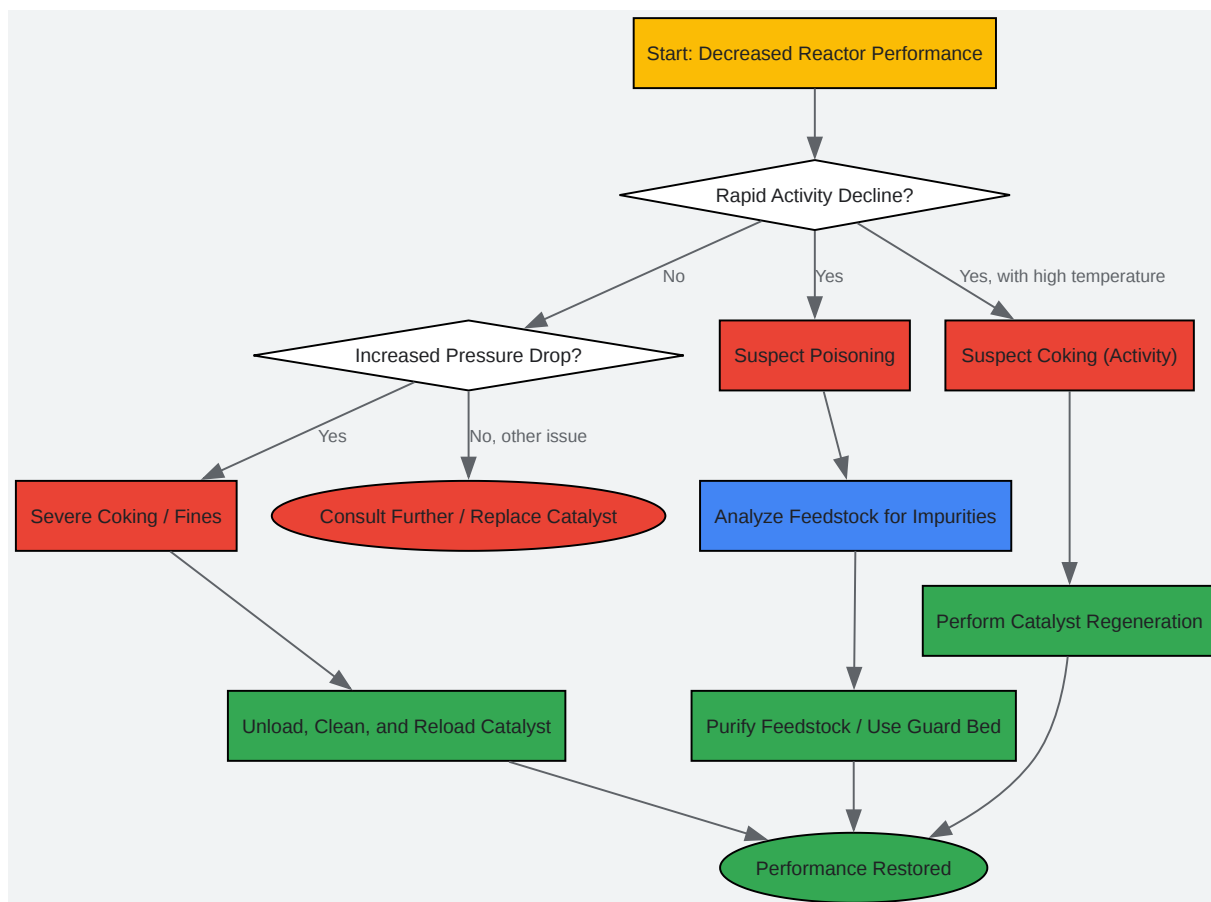 Start: Decreased Reactor Performance
Rapid Activity Decline?
No
Yes
Yes, with high temperature
Increased Pressure Drop?
Suspect Poisoning
Suspect Coking (Activity)
Yes
No, other issue
Severe Coking / Fines
Consult Further / Replace Catalyst
Analyze Feedstock for Impurities
Perform Catalyst Regeneration
Unload, Clean, and Reload Catalyst
Purify Feedstock / Use Guard Bed
Performance Restored